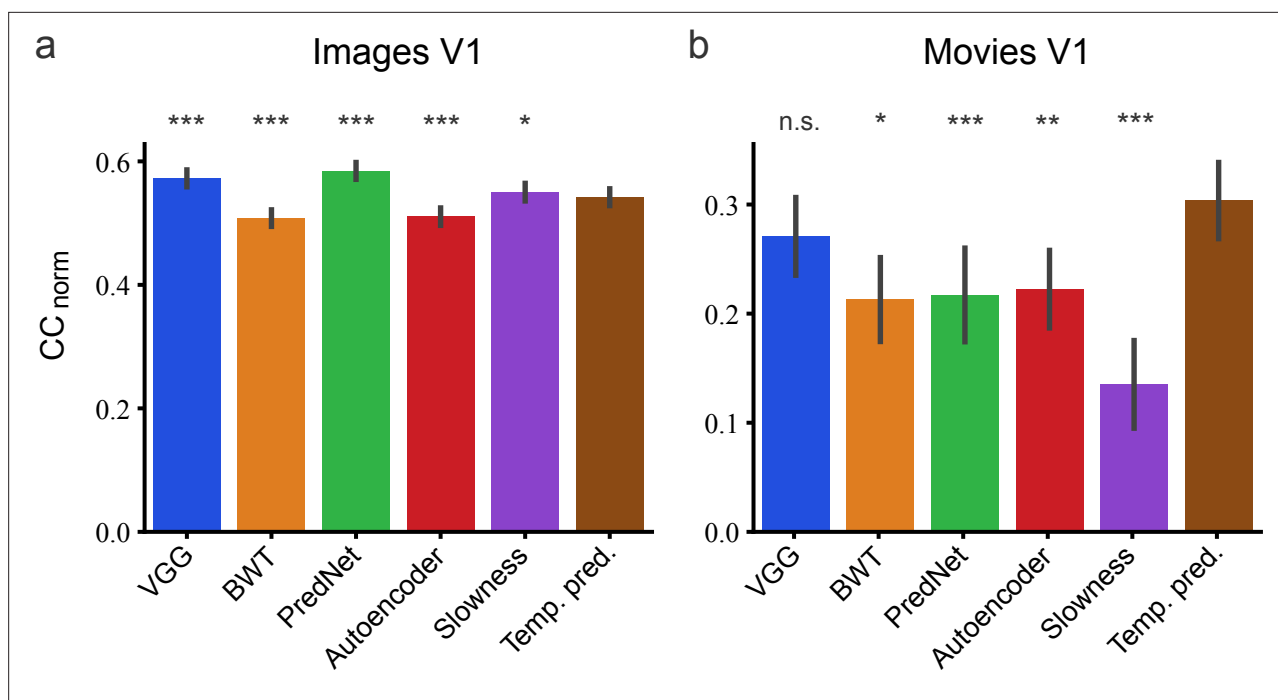 a
Images V1
*** *** *** *** *
CC norm
0.6
0.4
0.2
0.0
VGG
BWT
PredNet
Autoencoder
Slowness
Temp. pred.
b
Movies V1
n.s. * *** ** ***
0.3
0.2
0.1
0.0
VGG
BWT
PredNet
Autoencoder
Slowness
Temp. pred.